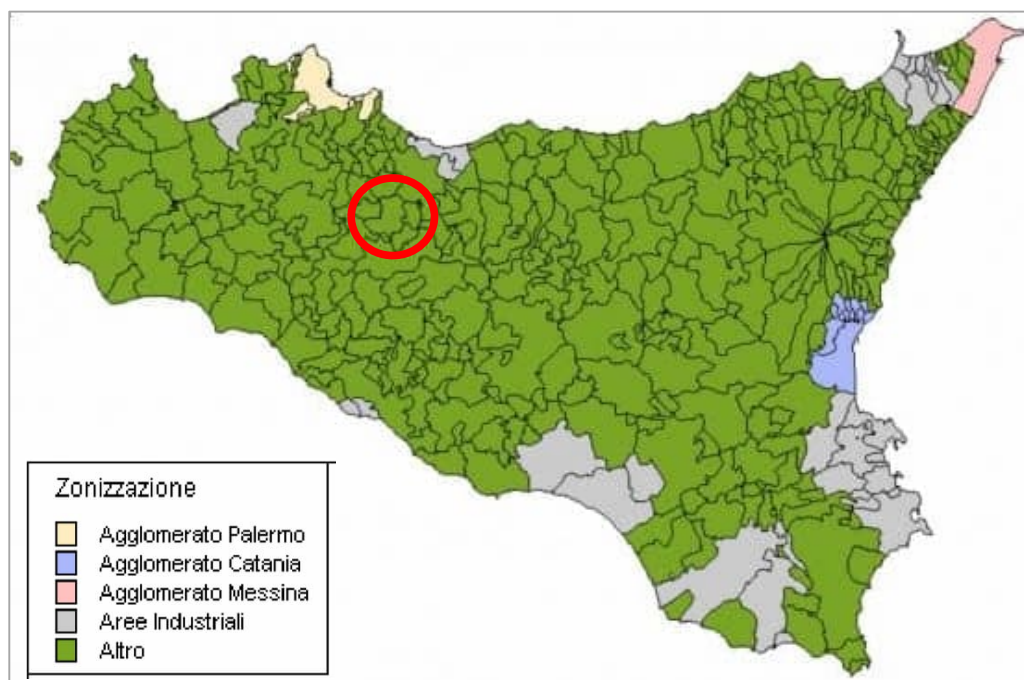 Zonizzazione
Agglomerato Palermo
Agglomerato Catania
Agglomerato Messina
Aree Industriali
Altro